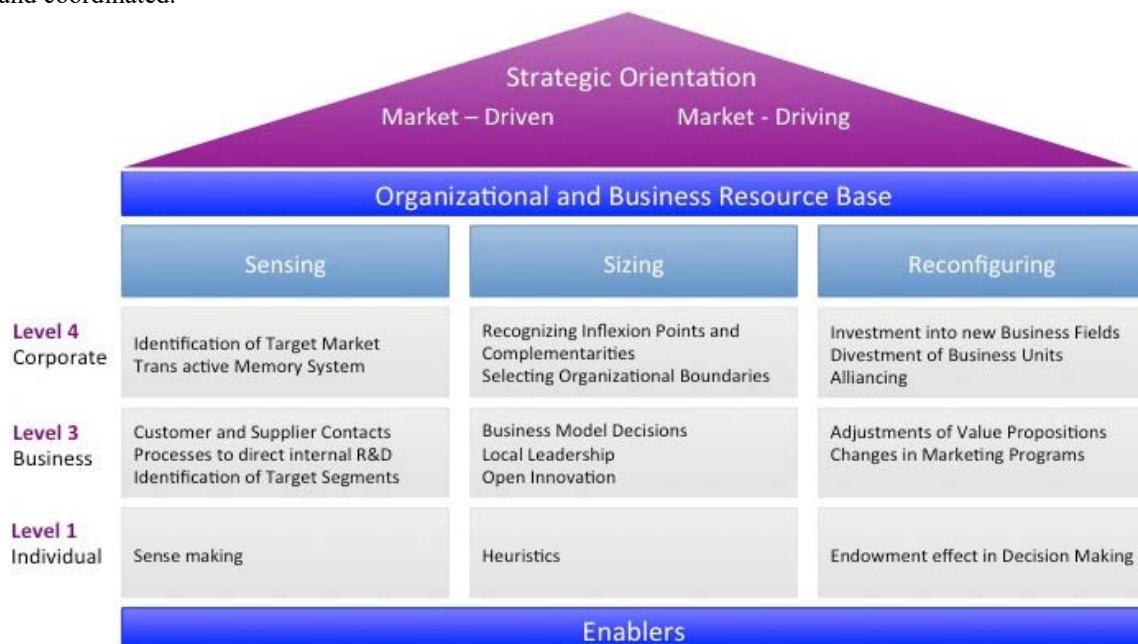 and coordinated.
Strategic Orientation
Market – Driven
Market - Driving
Organizational and Business Resource Base
Sensing
Sizing
Reconfiguring
Level 4
Corporate
Identification of Target Market
Trans active Memory System
Recognizing Inflexion Points and
Complementarities
Selecting Organizational Boundaries
Investment into new Business Fields
Divestment of Business Units
Alliancing
Level 3
Business
Customer and Supplier Contacts
Processes to direct internal R&D
Identification of Target Segments
Business Model Decisions
Local Leadership
Open Innovation
Adjustments of Value Propositions
Changes in Marketing Programs
Level 1
Individual
Sense making
Heuristics
Endowment effect in Decision Making
Enablers